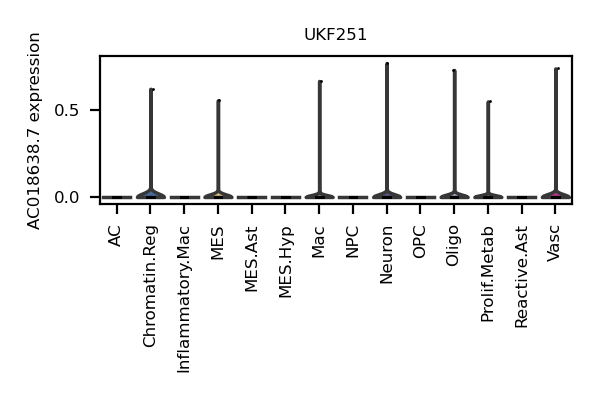 UKF251
AC018638.7 expression
0.5
0.0
AC
Chromatin.Reg
Inflammatory.Mac
MES
MES.Ast
MES.Hyp
Mac
NPC
Neuron
OPC
Oligo
Prolif.Metab
Reactive.Ast
Vasc